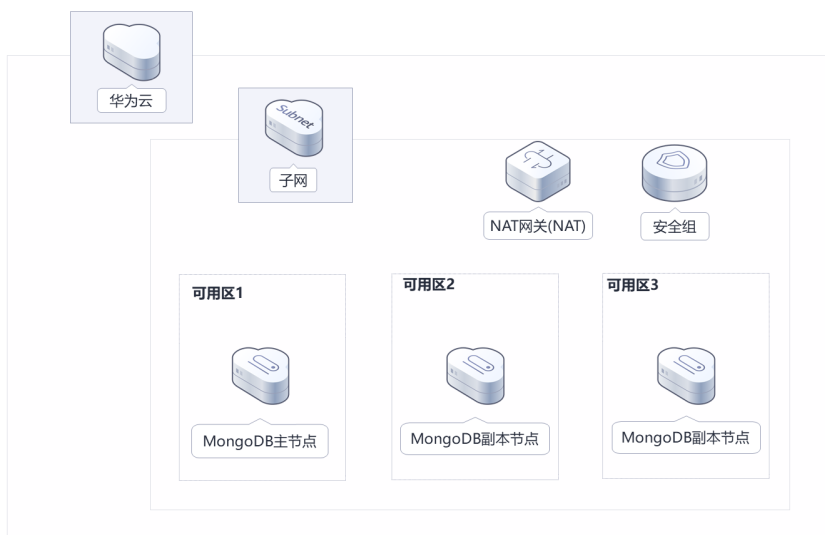 华为云
Subnet
子网
NAT网关(NAT)
安全组
可用区1
可用区2
可用区3
MongoDB主节点
MongoDB副本节点
MongoDB副本节点